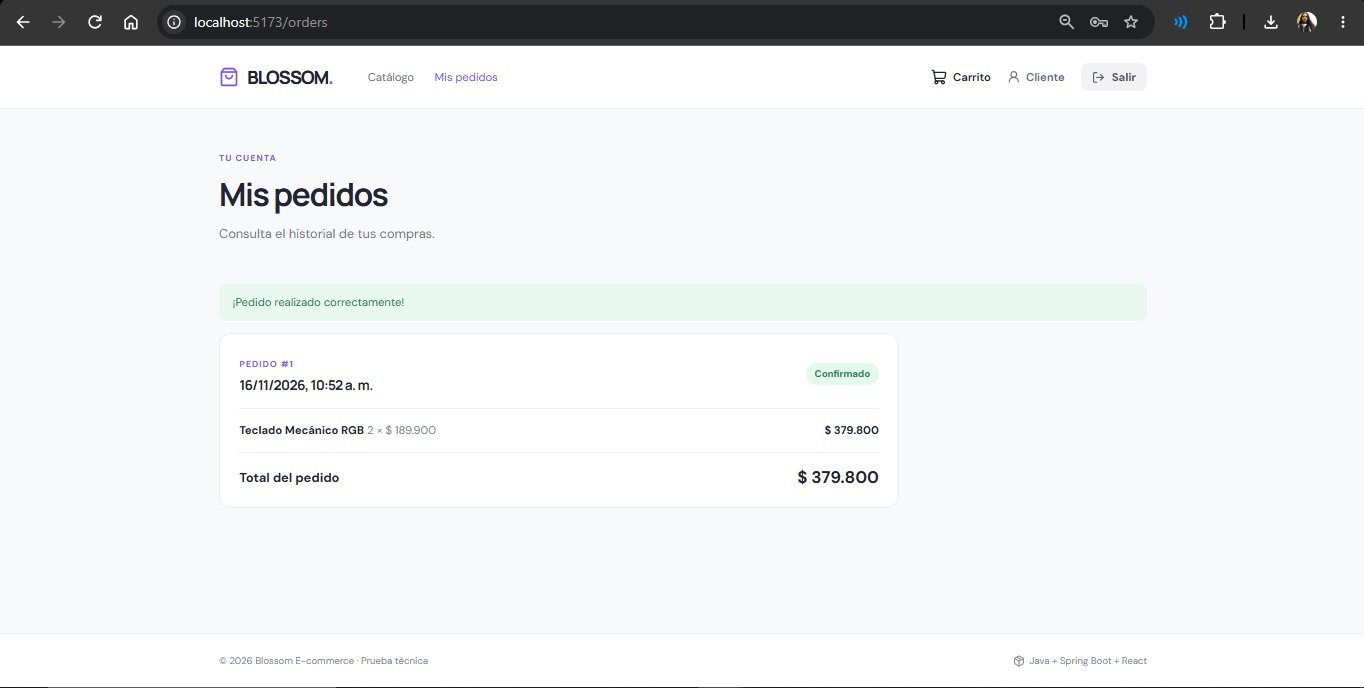 localhost:5173/orders
BLOSSOM. Catálogo Mis pedidos Carrito Cliente Salir
TU CUENTA
Mis pedidos
Consulta el historial de tus compras.
¡Pedido realizado correctamente!
PEDIDO #1
16/11/2026, 10:52 a. m. Confirmado
Teclado Mecánico RGB 2 × $ 189.900 $ 379.800
Total del pedido $ 379.800
© 2026 Blossom E-commerce · Prueba técnica Java + Spring Boot + React